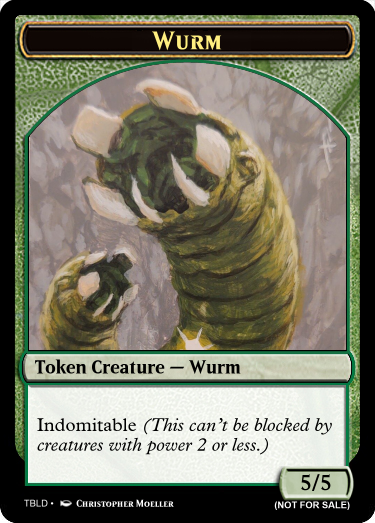 WURM
Token Creature — Wurm
Indomitable (This can't be blocked by
creatures with power 2 or less.)
5/5
TBLD • Christopher Moeller
(NOT FOR SALE)